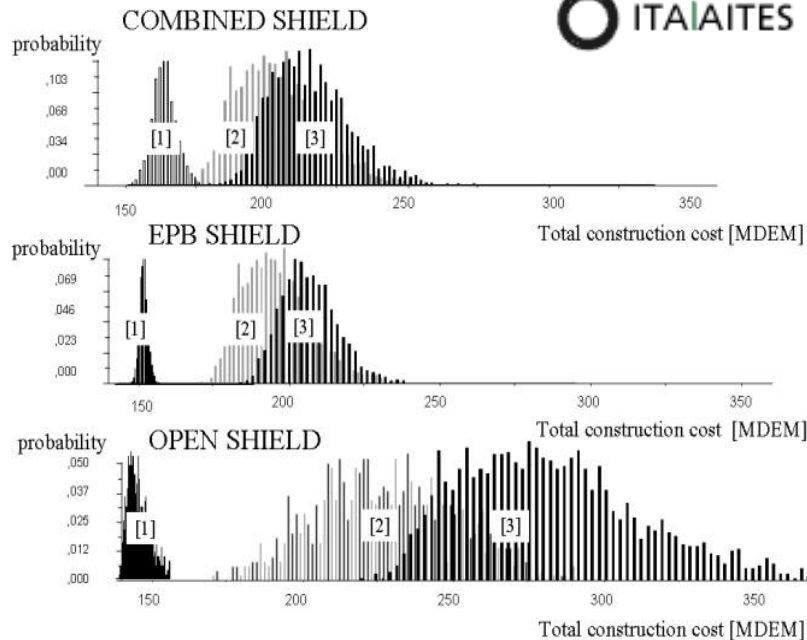 COMBINED SHIELD
ITA|AITES
probability
,103
,068
,034
,000
[1] [2] [3]
150 200 250 300 350
Total construction cost [MDEM]
EPB SHIELD
probability
,069
,046
,023
,000
[1] [2] [3]
150 200 250 300 350
Total construction cost [MDEM]
OPEN SHIELD
probability
,050
,037
,025
,012
,000
[1] [2] [3]
150 200 250 300 350
Total construction cost [MDEM]